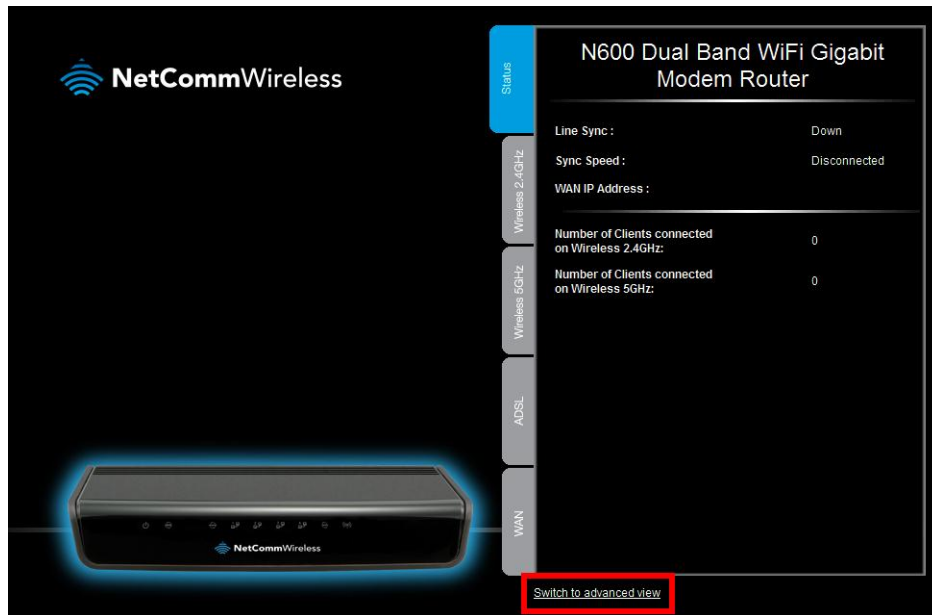 NetCommWireless
Status
Wireless 2.4GHz
Wireless 5GHz
ADSL
WAN
N600 Dual Band WiFi Gigabit
Modem Router
Line Sync : Down
Sync Speed : Disconnected
WAN IP Address :
Number of Clients connected
on Wireless 2.4GHz: 0
Number of Clients connected
on Wireless 5GHz: 0
NetCommWireless
Switch to advanced view